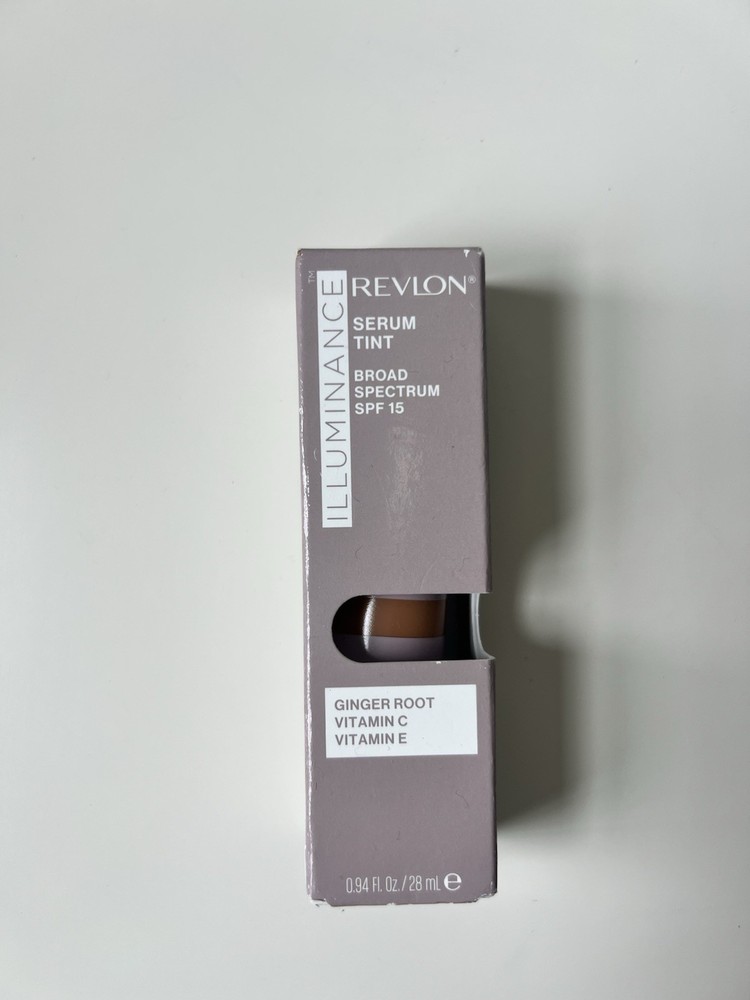 ILLUMINANCE™
REVLON®
SERUM
TINT
BROAD
SPECTRUM
SPF 15
GINGER ROOT
VITAMIN C
VITAMIN E
0.94 Fl. Oz. / 28 mL ℮